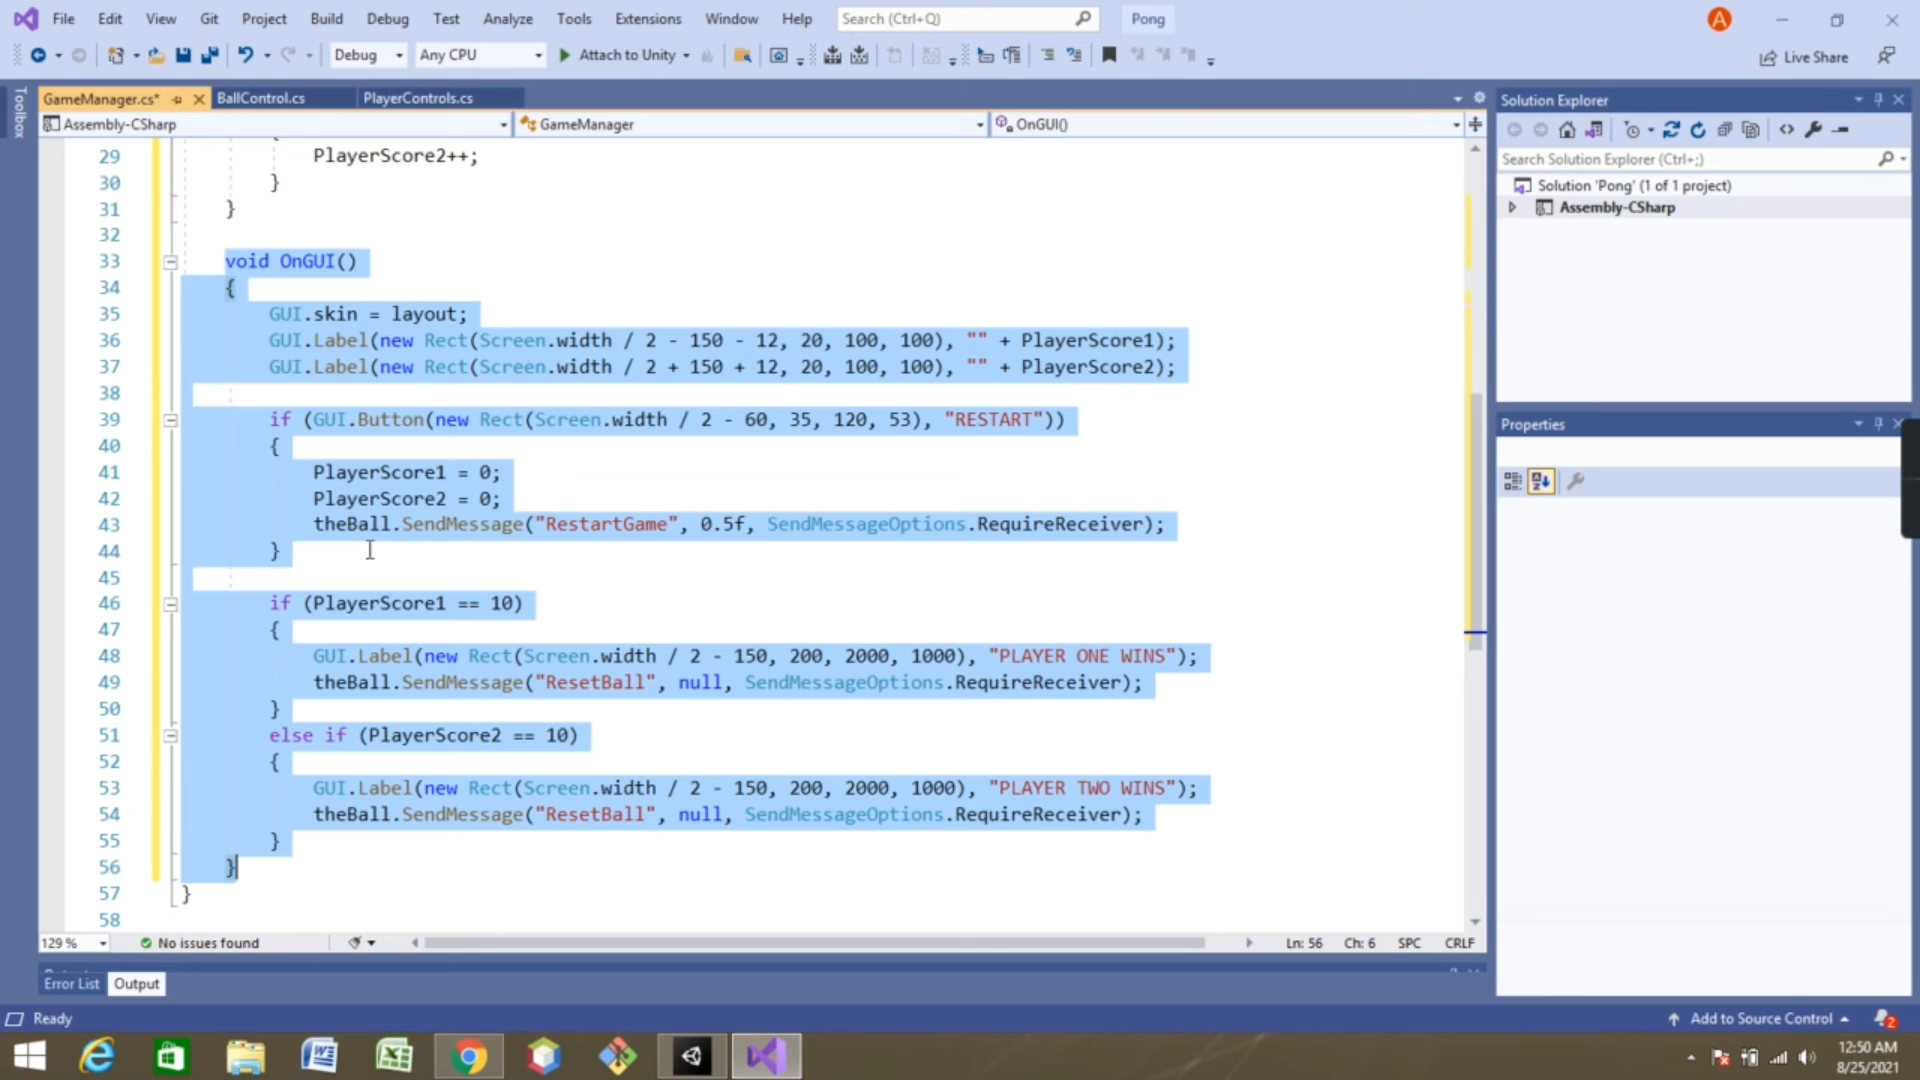 File Edit View Git Project Build Debug Test Analyze Tools Extensions Window Help Search (Ctrl+Q) Pong A
Debug Any CPU Attach to Unity Live Share
Toolbox
GameManager.cs* BallControl.cs PlayerControls.cs
Assembly-CSharp GameManager OnGUI()
29 PlayerScore2++;
30 }
31 }
32
33 void OnGUI()
34 {
35 GUI.skin = layout;
36 GUI.Label(new Rect(Screen.width / 2 - 150 - 12, 20, 100, 100), "" + PlayerScore1);
37 GUI.Label(new Rect(Screen.width / 2 + 150 + 12, 20, 100, 100), "" + PlayerScore2);
38
39 if (GUI.Button(new Rect(Screen.width / 2 - 60, 35, 120, 53), "RESTART"))
40 {
41 PlayerScore1 = 0;
42 PlayerScore2 = 0;
43 theBall.SendMessage("RestartGame", 0.5f, SendMessageOptions.RequireReceiver);
44 }
45
46 if (PlayerScore1 == 10)
47 {
48 GUI.Label(new Rect(Screen.width / 2 - 150, 200, 2000, 1000), "PLAYER ONE WINS");
49 theBall.SendMessage("ResetBall", null, SendMessageOptions.RequireReceiver);
50 }
51 else if (PlayerScore2 == 10)
52 {
53 GUI.Label(new Rect(Screen.width / 2 - 150, 200, 2000, 1000), "PLAYER TWO WINS");
54 theBall.SendMessage("ResetBall", null, SendMessageOptions.RequireReceiver);
55 }
56 }
57 }
58
129 % No issues found Ln: 56 Ch: 6 SPC CRLF
Error List Output
Solution Explorer
Search Solution Explorer (Ctrl+;)
Solution 'Pong' (1 of 1 project)
Assembly-CSharp
Properties
Ready Add to Source Control 2
12:50 AM
8/25/2021